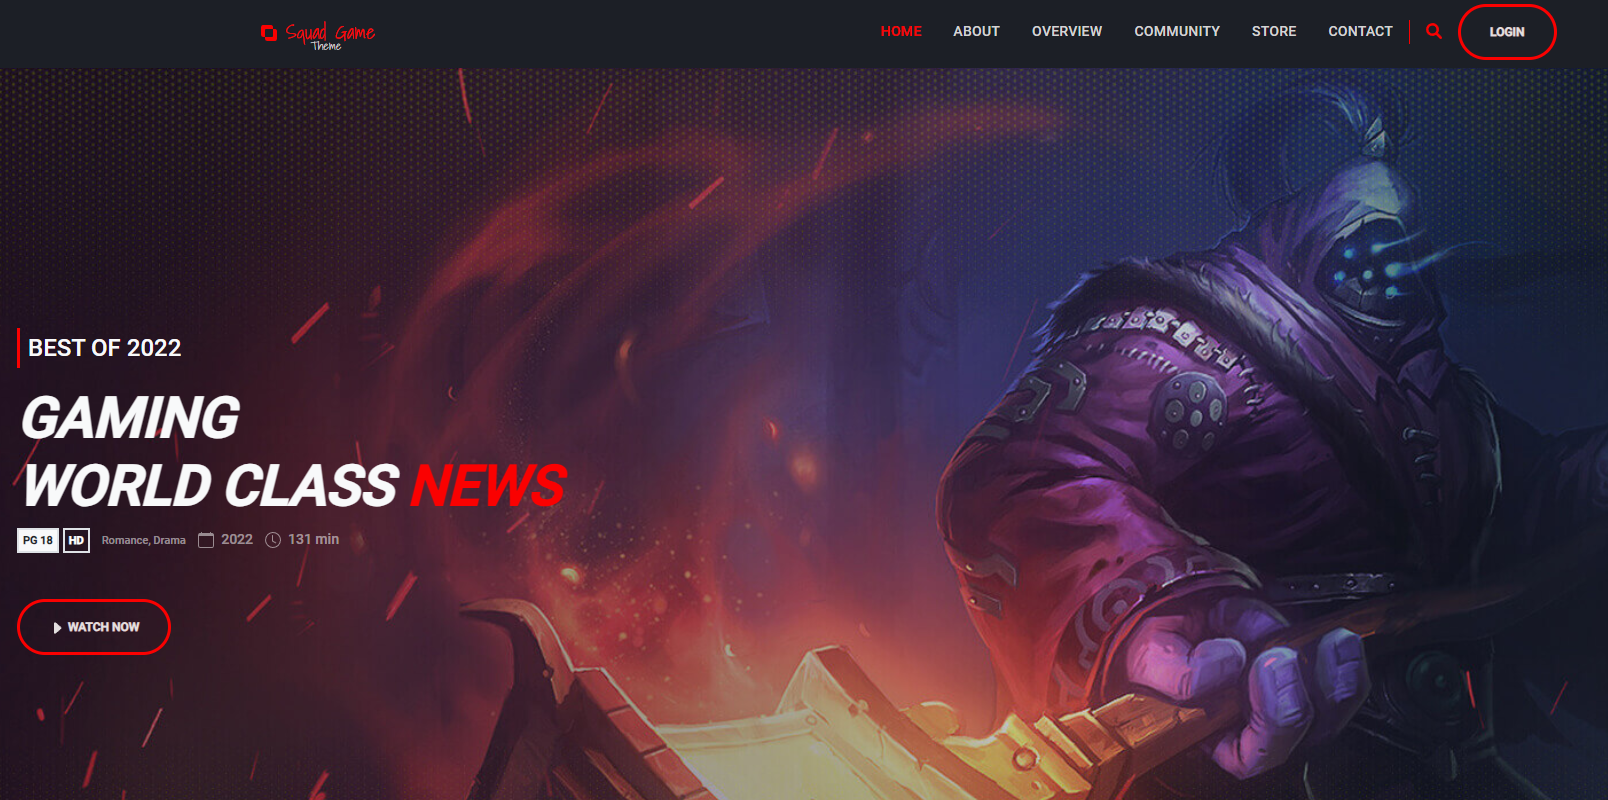 Squad Game
Theme
HOME ABOUT OVERVIEW COMMUNITY STORE CONTACT LOGIN
BEST OF 2022
GAMING
WORLD CLASS NEWS
PG 18 HD Romance, Drama 2022 131 min
WATCH NOW